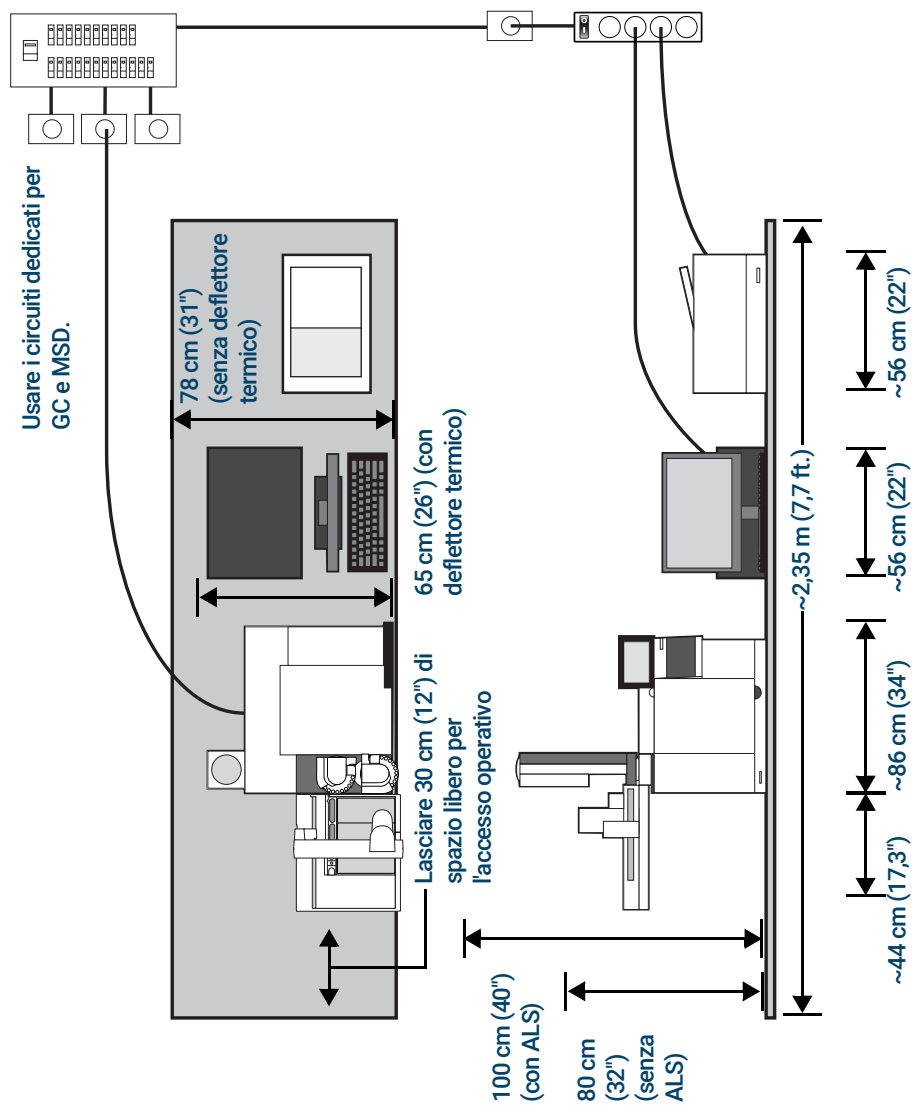 Usare i circuiti dedicati per
GC e MSD.
78 cm (31")
(senza deflettore
termico)
65 cm (26") (con
deflettore termico)
Lasciare 30 cm (12") di
spazio libero per
l'accesso operativo
100 cm (40")
(con ALS)
80 cm
(32")
(senza
ALS)
~2,35 m (7,7 ft.)
~44 cm (17,3")
~86 cm (34")
~56 cm (22")
~56 cm (22")